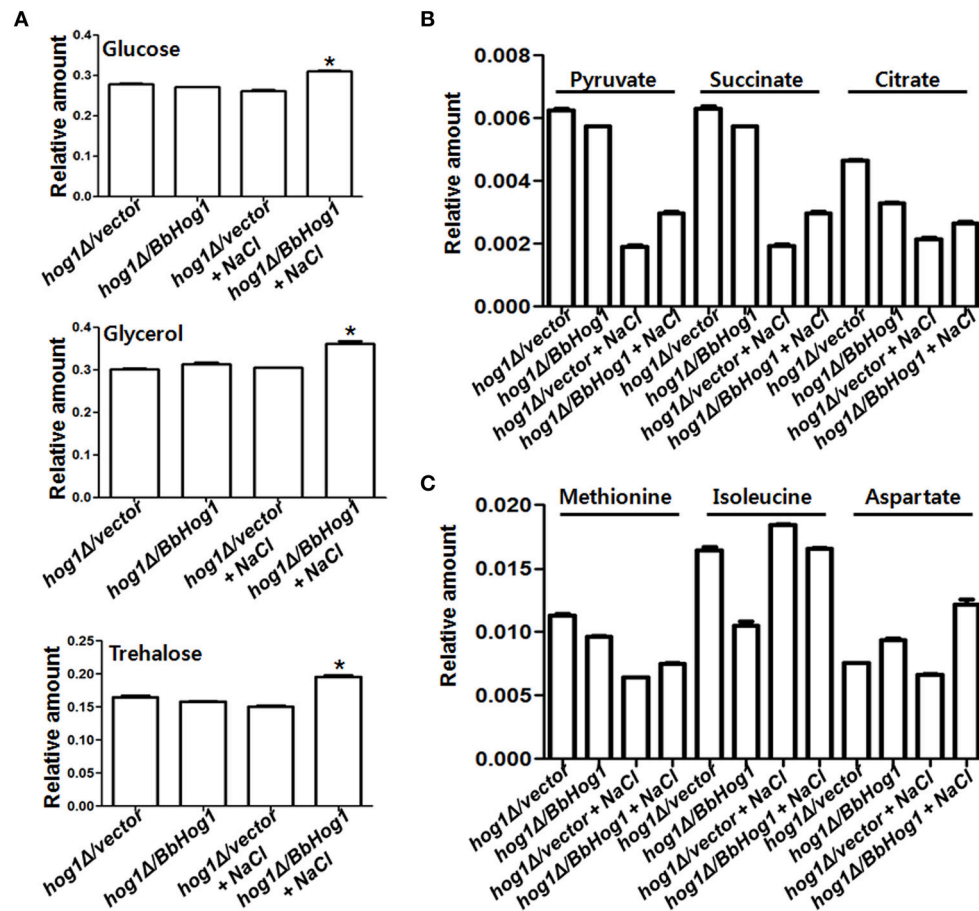 A
Glucose
*
Relative amount
0.4
0.3
0.2
0.1
0.0
hog1Δ/vector
hog1Δ/BbHog1
hog1Δ/vector
+ NaCl
hog1Δ/BbHog1
+ NaCl
Glycerol
*
Relative amount
0.4
0.3
0.2
0.1
0.0
hog1Δ/vector
hog1Δ/BbHog1
hog1Δ/vector
+ NaCl
hog1Δ/BbHog1
+ NaCl
Trehalose
*
Relative amount
0.25
0.20
0.15
0.10
0.05
0.00
hog1Δ/vector
hog1Δ/BbHog1
hog1Δ/vector
+ NaCl
hog1Δ/BbHog1
+ NaCl
B
Pyruvate Succinate Citrate
Relative amount
0.008
0.006
0.004
0.002
0.000
hog1Δ/vector
hog1Δ/BbHog1
hog1Δ/vector + NaCl
hog1Δ/BbHog1 + NaCl
hog1Δ/vector
hog1Δ/BbHog1
hog1Δ/vector + NaCl
hog1Δ/BbHog1 + NaCl
hog1Δ/vector
hog1Δ/BbHog1
hog1Δ/vector + NaCl
hog1Δ/BbHog1 + NaCl
C
Methionine Isoleucine Aspartate
Relative amount
0.020
0.015
0.010
0.005
0.000
hog1Δ/vector
hog1Δ/BbHog1
hog1Δ/vector + NaCl
hog1Δ/BbHog1 + NaCl
hog1Δ/vector
hog1Δ/BbHog1
hog1Δ/vector + NaCl
hog1Δ/BbHog1 + NaCl
hog1Δ/vector
hog1Δ/BbHog1
hog1Δ/vector + NaCl
hog1Δ/BbHog1 + NaCl